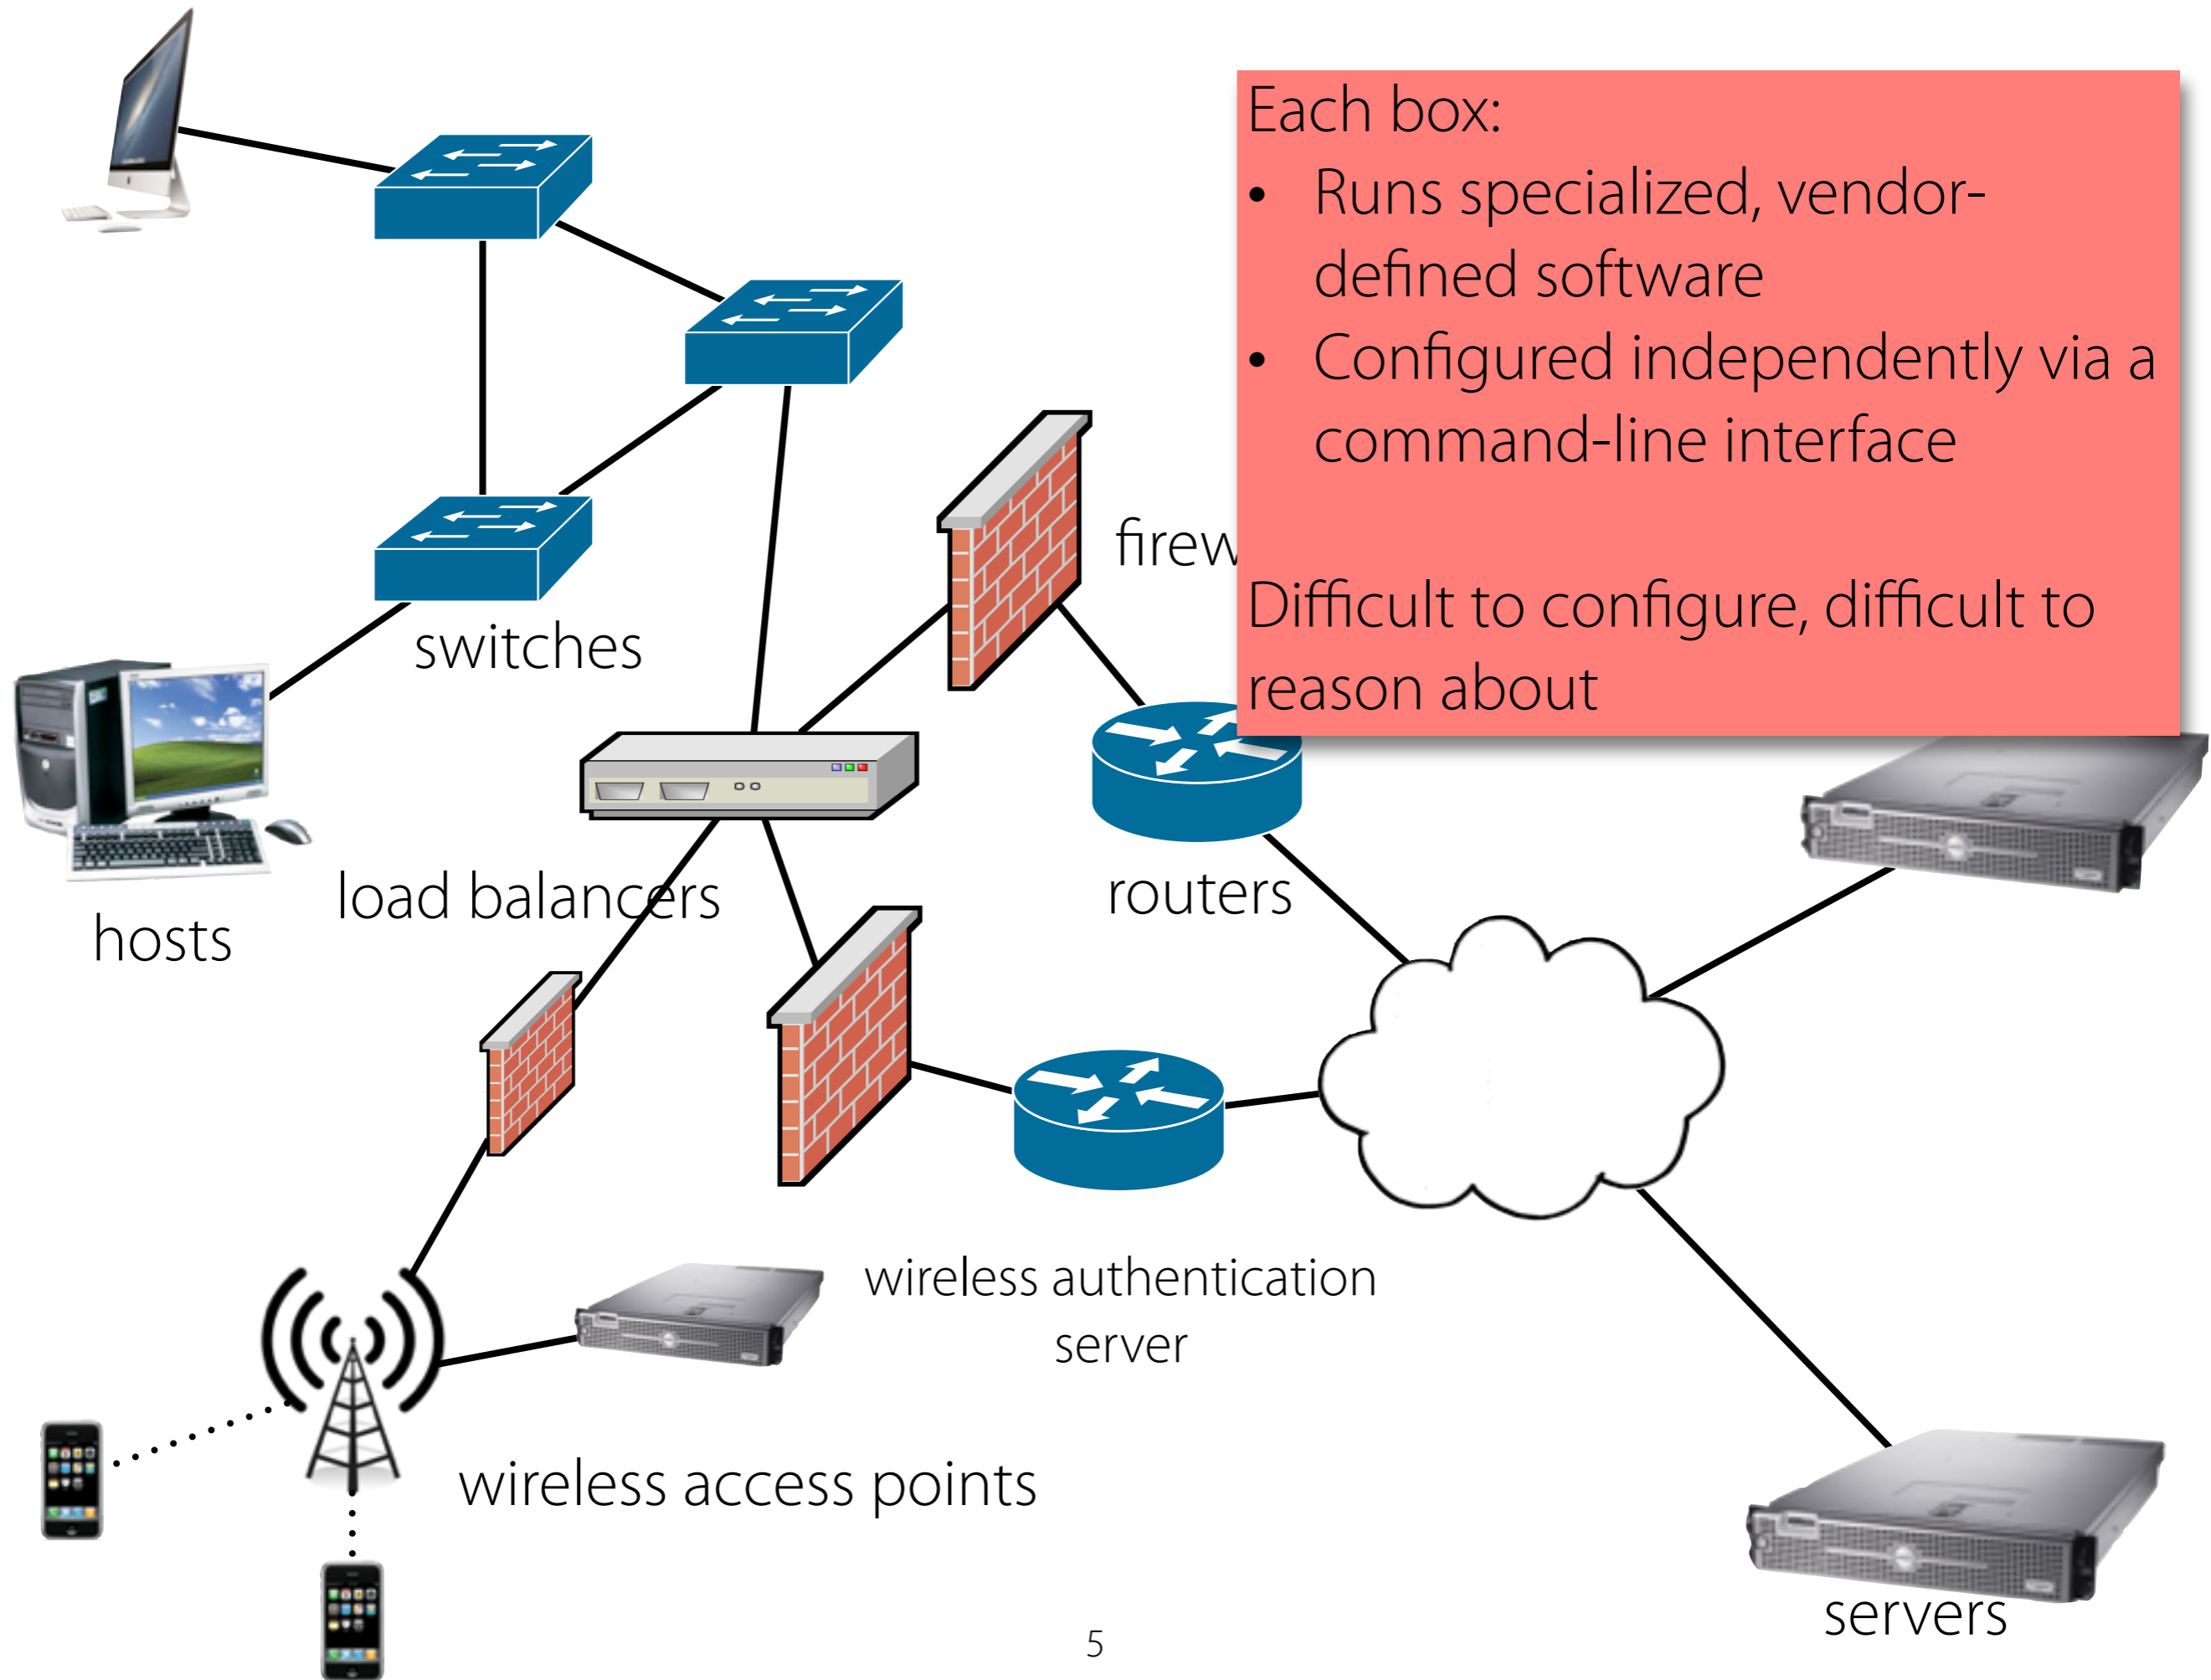 Each box:
• Runs specialized, vendor-
defined software
• Configured independently via a
command-line interface
Difficult to configure, difficult to
reason about
switches
load balancers
routers
hosts
wireless authentication
server
wireless access points
servers
5